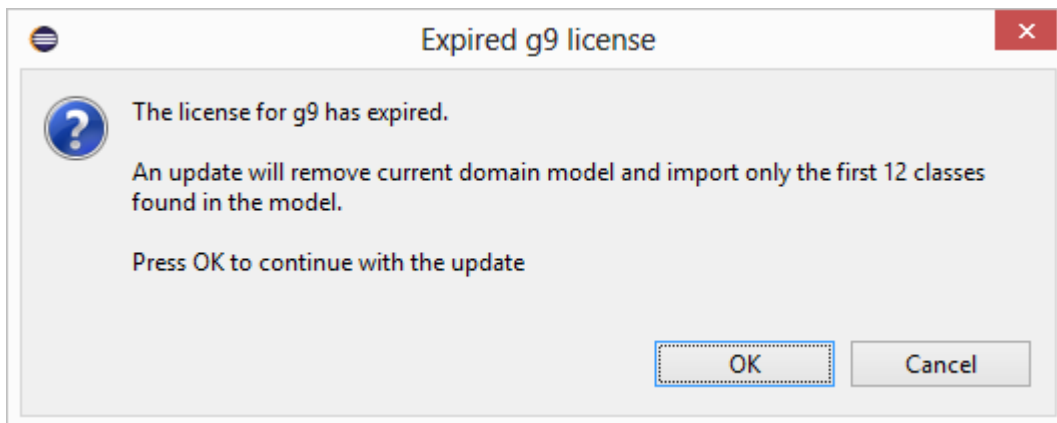 Expired g9 license
The license for g9 has expired.
An update will remove current domain model and import only the first 12 classes
found in the model.
Press OK to continue with the update
OK
Cancel